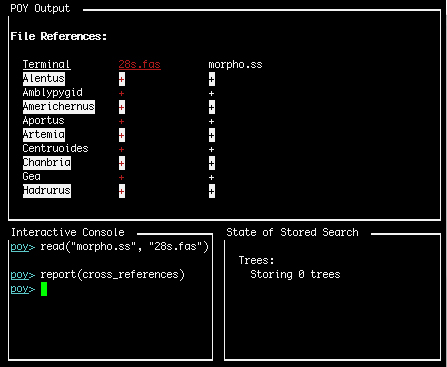 POY Output
File References:
Terminal 28s.fas morpho.ss
Alentus + +
Amblypygid + +
Americhernus + +
Aportus + +
Artemia + +
Centruoides + +
Chanbria + +
Gea + +
Hadrurus + +
Interactive Console
poy> read("morpho.ss", "28s.fas")
poy> report(cross_references)
poy>
State of Stored Search
Trees:
Storing 0 trees